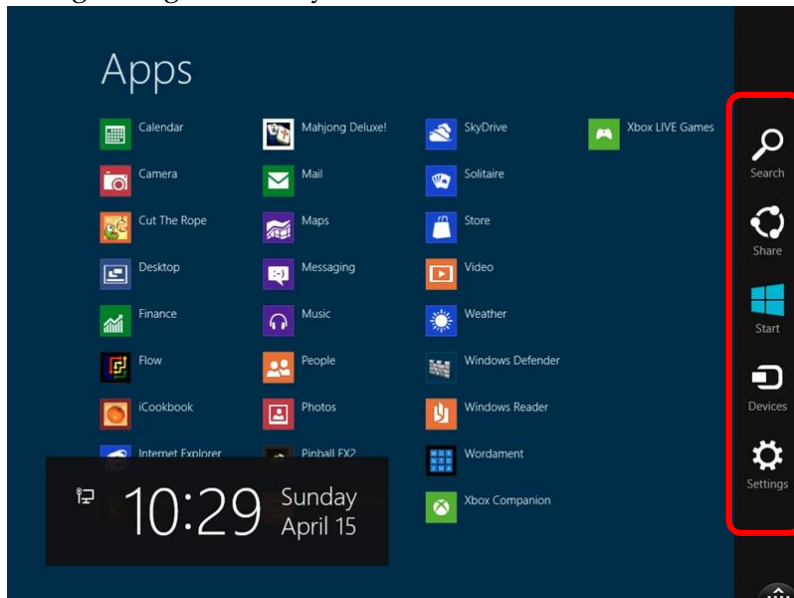 Apps
Calendar
Camera
Cut The Rope
Desktop
Finance
Flow
iCookbook
Internet Explorer
Mahjong Deluxe!
Mail
Maps
Messaging
Music
People
Photos
Pinball FX2
SkyDrive
Solitaire
Store
Video
Weather
Windows Defender
Windows Reader
Wordament
Xbox Companion
Xbox LIVE Games
Search
Share
Start
Devices
Settings
10:29
Sunday
April 15